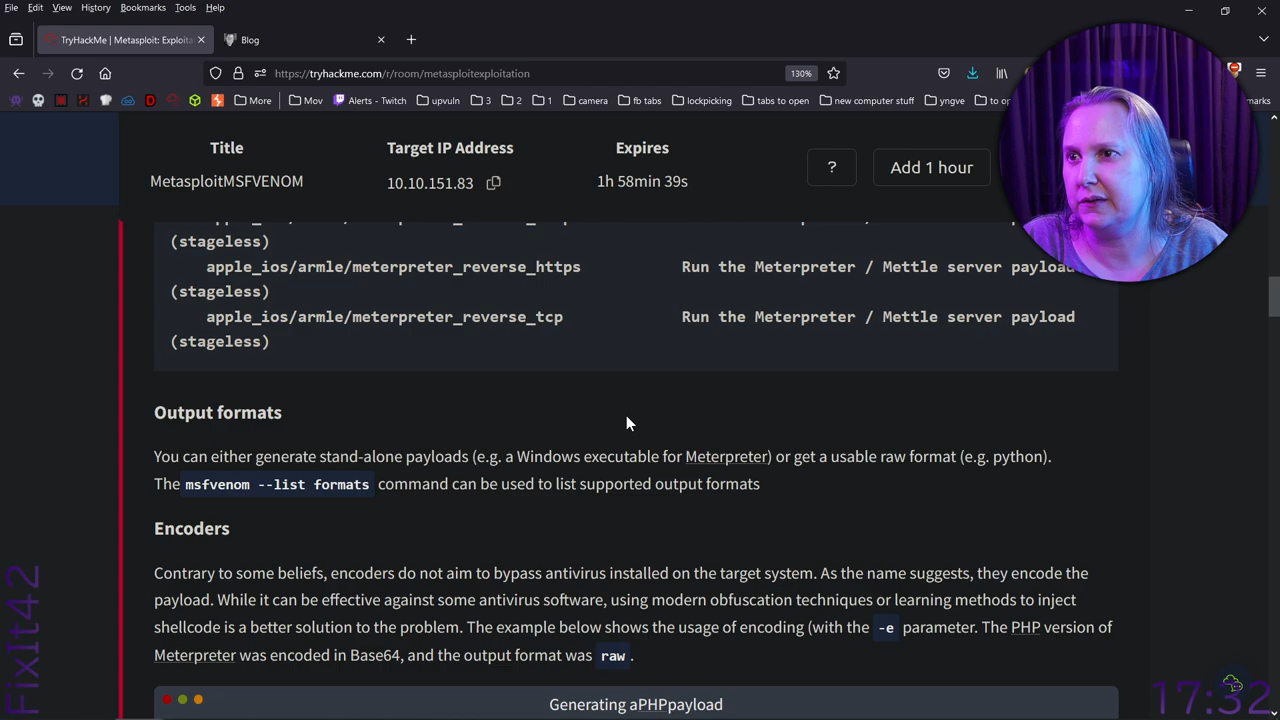 File Edit View History Bookmarks Tools Help
TryHackMe | Metasploit: Exploita
Blog
https://tryhackme.com/r/room/metasploitexploitation
130%
More
Mov
Alerts - Twitch
upvuln
3
2
1
camera
fb tabs
lockpicking
tabs to open
new computer stuff
yngve
to o
Title
Target IP Address
Expires
MetasploitMSFVENOM
10.10.151.83
1h 58min 39s
?
Add 1 hour
(stageless)
apple_ios/armle/meterpreter_reverse_https Run the Meterpreter / Mettle server payload
(stageless)
apple_ios/armle/meterpreter_reverse_tcp Run the Meterpreter / Mettle server payload
(stageless)
Output formats
You can either generate stand-alone payloads (e.g. a Windows executable for Meterpreter) or get a usable raw format (e.g. python).
The msfvenom --list formats command can be used to list supported output formats
Encoders
Contrary to some beliefs, encoders do not aim to bypass antivirus installed on the target system. As the name suggests, they encode the
payload. While it can be effective against some antivirus software, using modern obfuscation techniques or learning methods to inject
shellcode is a better solution to the problem. The example below shows the usage of encoding (with the -e parameter. The PHP version of
Meterpreter was encoded in Base64, and the output format was raw .
Generating aPHPpayload
FixIt42
17:32